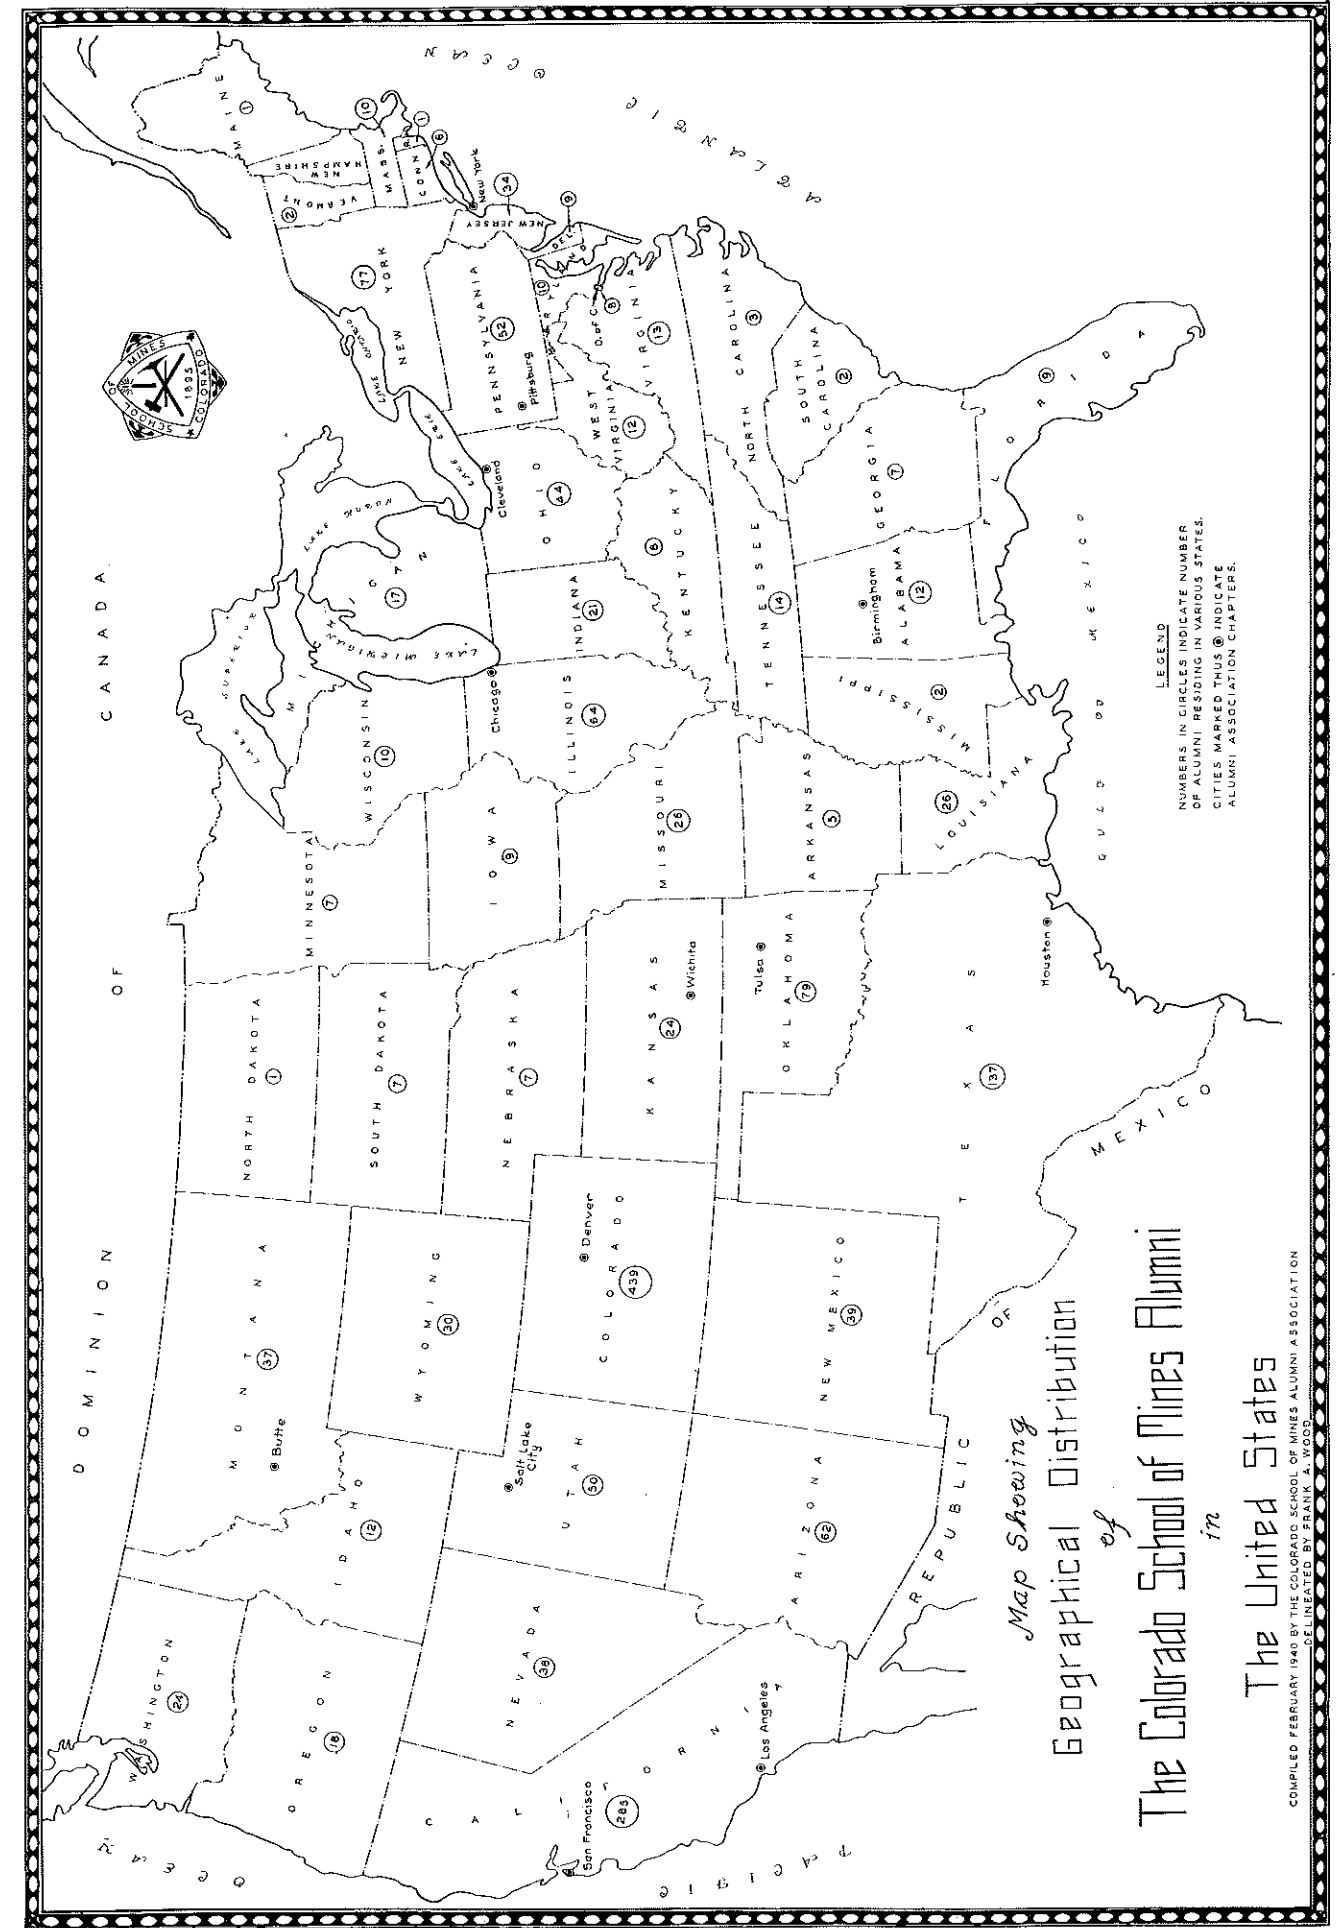 Map Showing
Geographical Distribution
of
The Colorado School of Mines Alumni
in
The United States
COMPILED FEBRUARY 1940 BY THE COLORADO SCHOOL OF MINES ALUMNI ASSOCIATION
DELINEATED BY FRANK A. WOOD
LEGEND
NUMBERS IN CIRCLES INDICATE NUMBER
OF ALUMNI RESIDING IN VARIOUS STATES.
CITIES MARKED THUS INDICATE
ALUMNI ASSOCIATION CHAPTERS.
SCHOOL OF MINES
1895
COLORADO
DOMINION OF CANADA
PACIFIC OCEAN
ATLANTIC OCEAN
GULF OF MEXICO
REPUBLIC OF MEXICO
WASHINGTON
24
OREGON
18
CALIFORNIA
San Francisco
Los Angeles
NEVADA
38
IDAHO
12
MONTANA
37
Butte
WYOMING
30
UTAH
50
Salt Lake
City
COLORADO
439
Denver
ARIZONA
62
NEW MEXICO
39
NORTH DAKOTA
1
SOUTH DAKOTA
7
NEBRASKA
7
KANSAS
24
Wichita
OKLAHOMA
79
Tulsa
TEXAS
137
Houston
MINNESOTA
7
IOWA
9
MISSOURI
26
ARKANSAS
5
LOUISIANA
26
WISCONSIN
10
ILLINOIS
64
Chicago
MICHIGAN
17
LAKE SUPERIOR
LAKE MICHIGAN
LAKE HURON
LAKE ERIE
LAKE ONTARIO
INDIANA
21
OHIO
44
Cleveland
KENTUCKY
TENNESSEE
14
MISSISSIPPI
2
ALABAMA
12
Birmingham
GEORGIA
7
FLORIDA
9
SOUTH
CAROLINA
2
NORTH CAROLINA
3
VIRGINIA
13
WEST
VIRGINIA
12
D. of C.
8
MARYLAND
10
DEL.
9
PENNSYLVANIA
52
Pittsburg
NEW JERSEY
34
NEW YORK
77
New York
CONN
6
R.I.
1
MASS.
10
VERMONT
2
NEW
HAMPSHIRE
MAINE
1